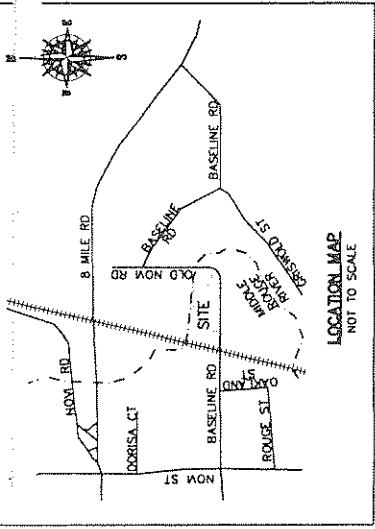 S
8 MILE RD
NOVI RD
BASELINE RD
BASELINE
RD
OLD NOVI RD
GRISWOLD ST
MIDDLE
ROUGE
RIVER
SITE
DORISA CT
BASELINE RD
OAKLAND
ST
ROUGE ST
NOVI ST
LOCATION MAP
NOT TO SCALE